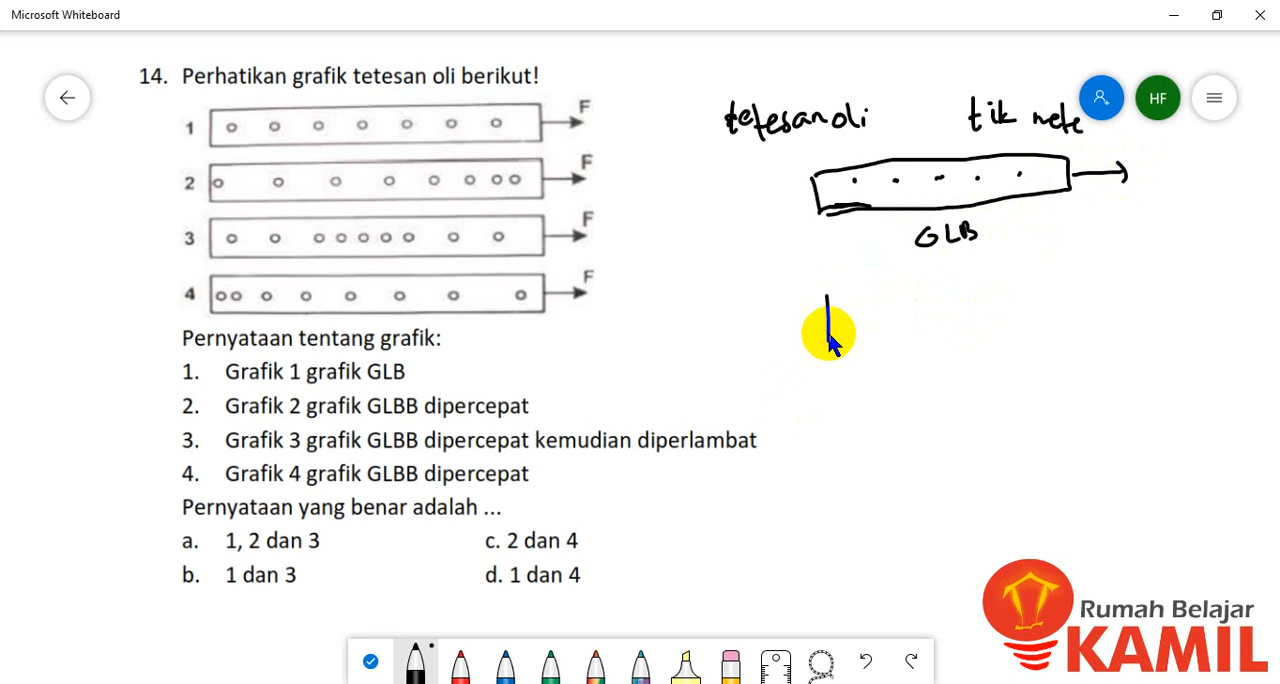 Microsoft Whiteboard
14. Perhatikan grafik tetesan oli berikut!
1 F
2 F
3 F
4 F
Pernyataan tentang grafik:
1. Grafik 1 grafik GLB
2. Grafik 2 grafik GLBB dipercepat
3. Grafik 3 grafik GLBB dipercepat kemudian diperlambat
4. Grafik 4 grafik GLBB dipercepat
Pernyataan yang benar adalah ...
a. 1, 2 dan 3 c. 2 dan 4
b. 1 dan 3 d. 1 dan 4
tetesan oli tik mete
HF
GLB
Rumah Belajar
KAMIL